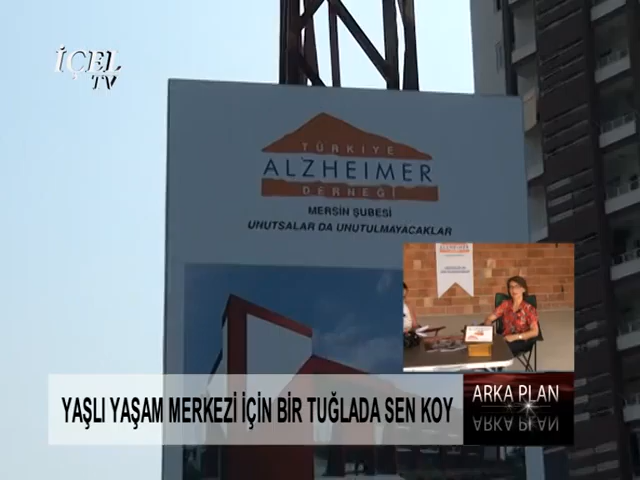 İÇEL
TV
TÜRKİYE
ALZHEIMER
DERNEĞİ
MERSİN ŞUBESİ
UNUTSALAR DA UNUTULMAYACAKLAR
ALZHEIMER
YAŞLI YAŞAM MERKEZİ İÇİN BİR TUĞLADA SEN KOY
ARKA PLAN